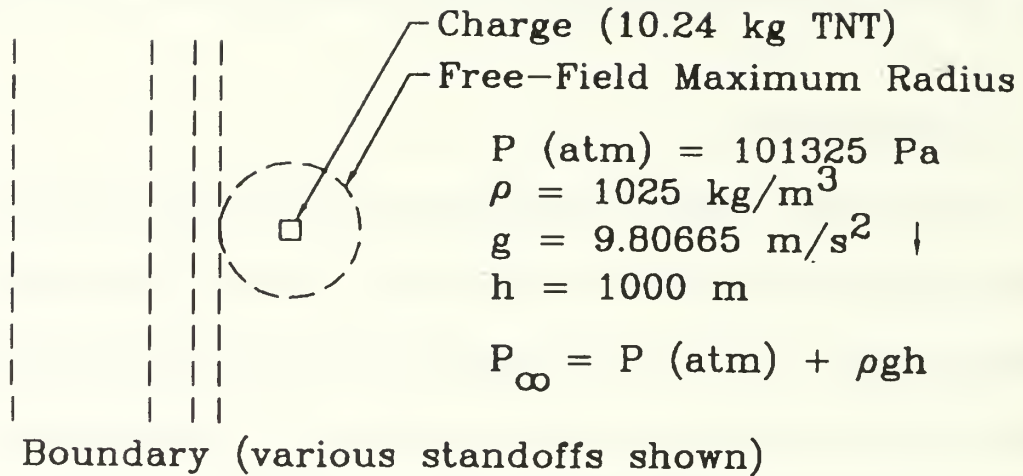 Charge (10.24 kg TNT)
Free-Field Maximum Radius
P (atm) = 101325 Pa
ρ = 1025 kg/m³
g = 9.80665 m/s² ↓
h = 1000 m
P∞ = P (atm) + ρgh
Boundary (various standoffs shown)